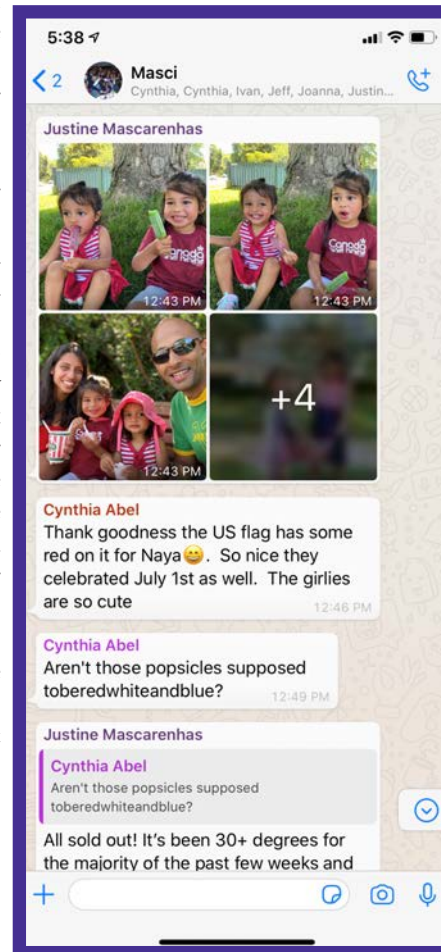 5:38
2
Masci
Cynthia, Cynthia, Ivan, Jeff, Joanna, Justin...
Justine Mascarenhas
Canada
12:43 PM
Canada
12:43 PM
12:43 PM
+4
Cynthia Abel
Thank goodness the US flag has some
red on it for Naya😀. So nice they
celebrated July 1st as well. The girlies
are so cute
12:46 PM
Cynthia Abel
Aren't those popsicles supposed
toberedwhiteandblue?
12:49 PM
Justine Mascarenhas
Cynthia Abel
Aren't those popsicles supposed
toberedwhiteandblue?
All sold out! It's been 30+ degrees for
the majority of the past few weeks and